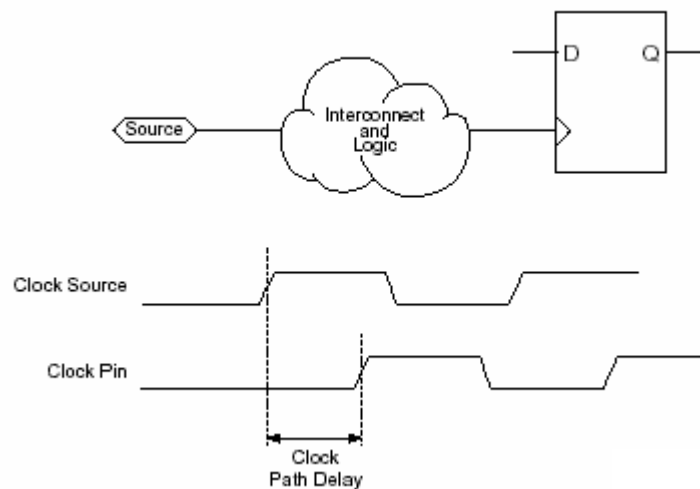 D Q
Interconnect
and
Logic
Source
Clock Source
Clock Pin
Clock
Path Delay